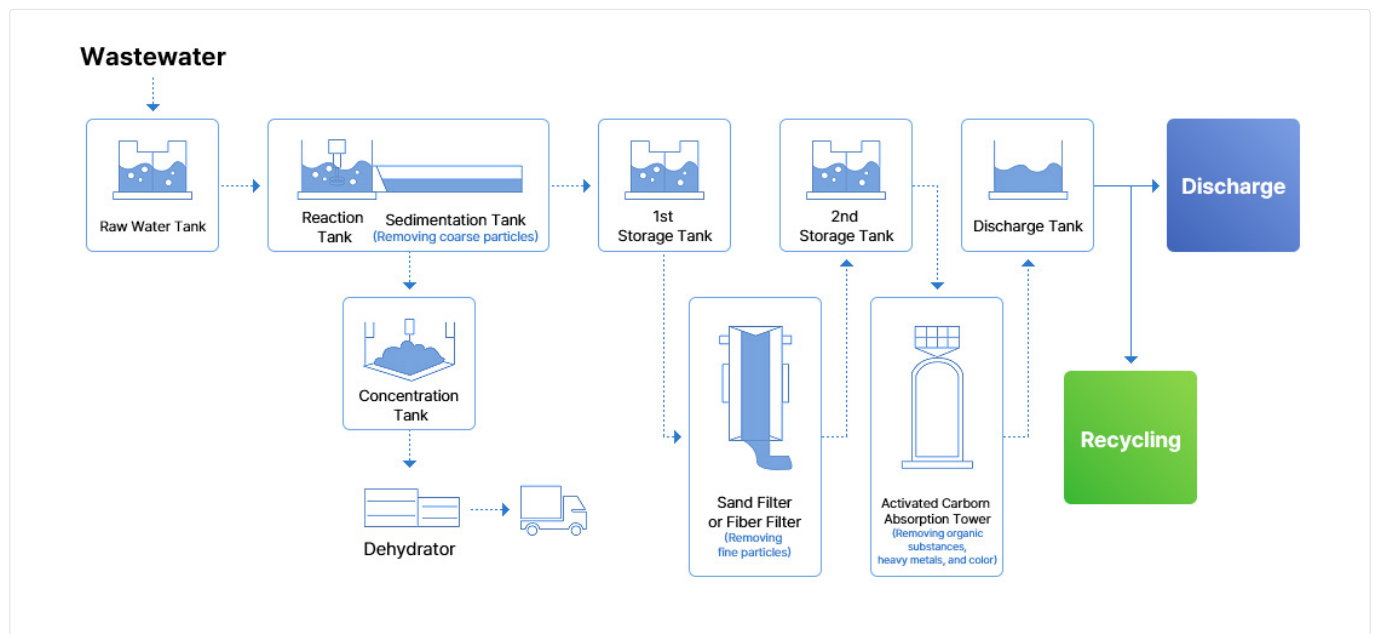 Wastewater
Raw Water Tank
Reaction
Tank
Sedimentation Tank
(Removing coarse particles)
1st
Storage Tank
2nd
Storage Tank
Discharge Tank
Discharge
Concentration
Tank
Dehydrator
Sand Filter
or Fiber Filter
(Removing
fine particles)
Activated Carborn
Absorption Tower
(Removing organic
substances,
heavy metals, and color)
Recycling